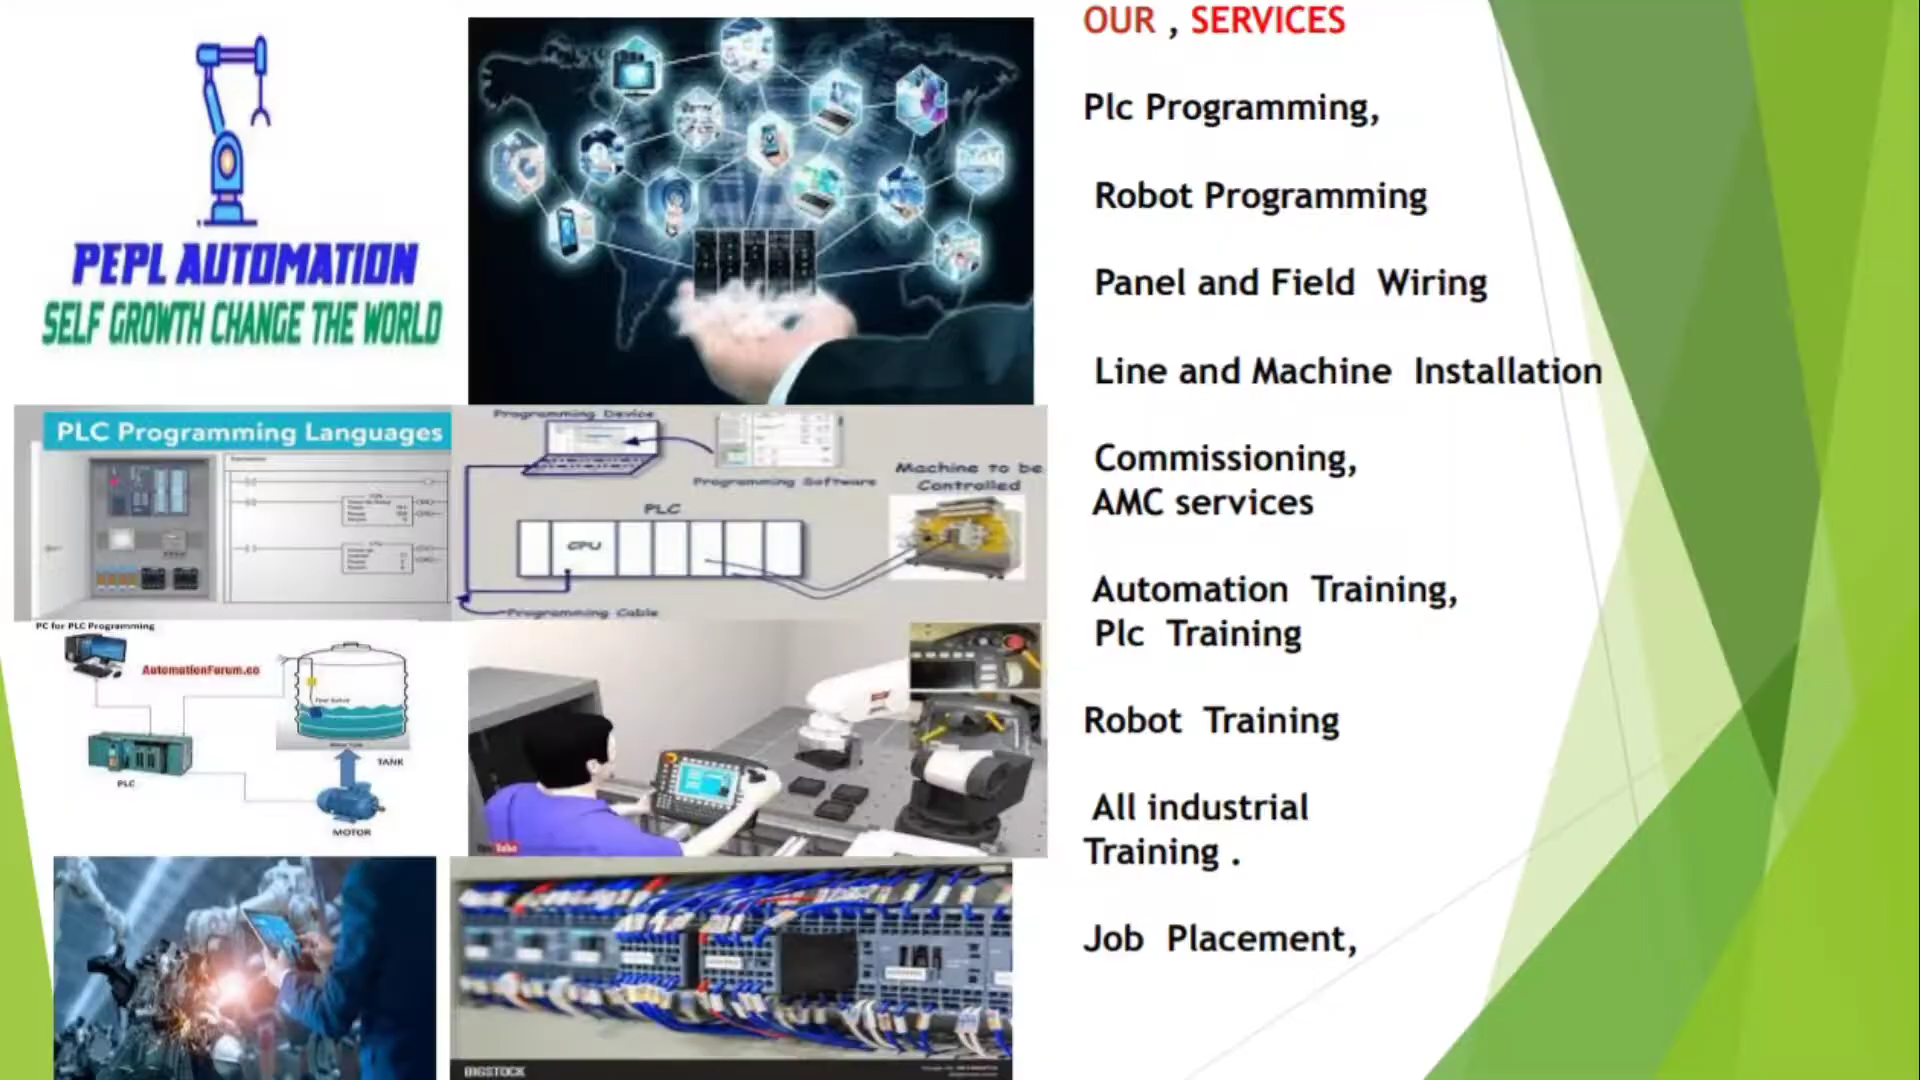 PEPL AUTOMATION
SELF GROWTH CHANGE THE WORLD
PLC Programming Languages
Programming Device
Programming Software
Machine to be
Controlled
PLC
CPU
Programming Cable
PC for PLC Programming
AutomationForum.co
PLC
TANK
MOTOR
BIGSTOCK
OUR , SERVICES
Plc Programming,
Robot Programming
Panel and Field Wiring
Line and Machine Installation
Commissioning,
AMC services
Automation Training,
Plc Training
Robot Training
All industrial
Training .
Job Placement,